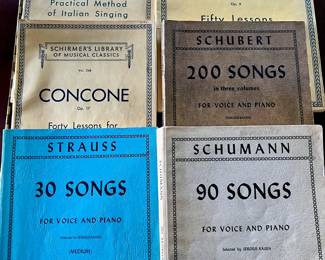 Practical Method
of Italian Singing
Op. 9
Fifty Lessons
SCHIRMER'S LIBRARY
OF MUSICAL CLASSICS
CONCONE
Op. 17
Forty Lessons for
SCHUBERT
200 SONGS
in three volumes
FOR VOICE AND PIANO
STRAUSS
30 SONGS
FOR VOICE AND PIANO
(MEDIUM)
SCHUMANN
90 SONGS
FOR VOICE AND PIANO
Selected by SERGIUS KAGEN